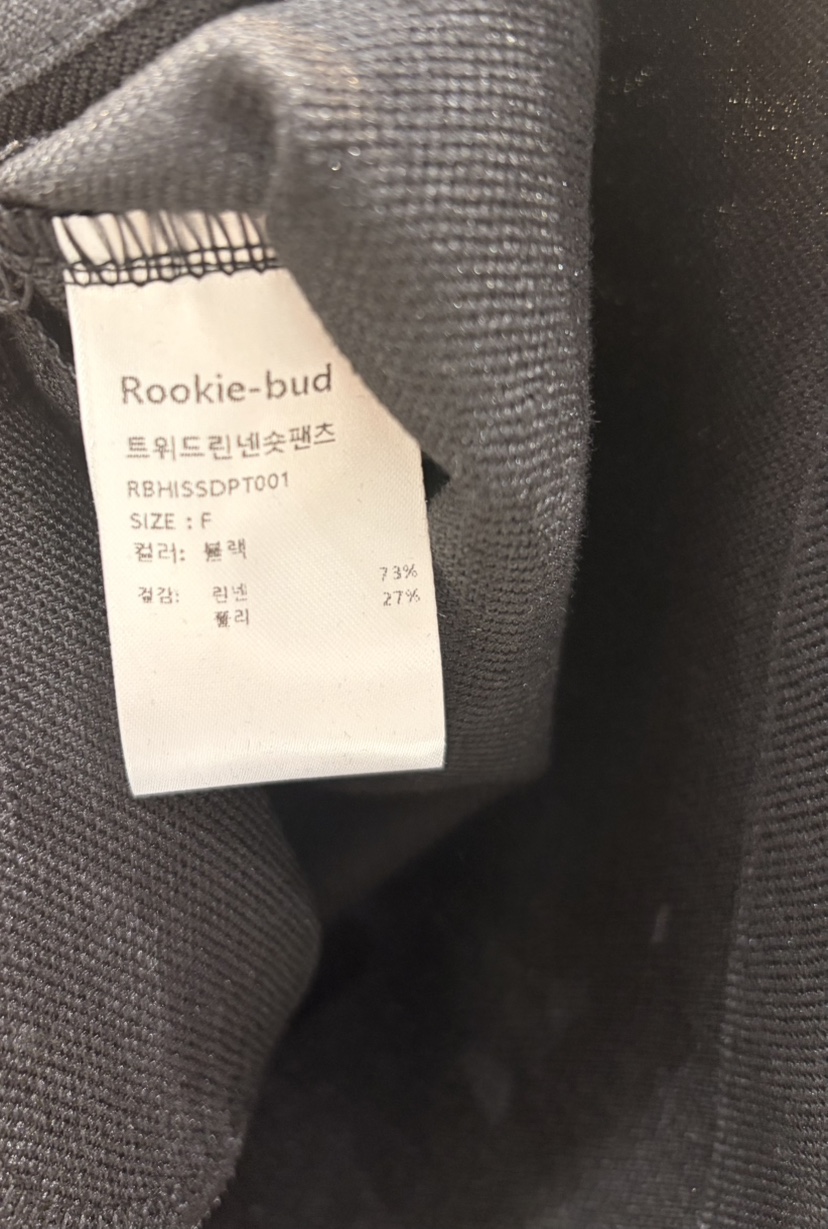 Rookie-bud
트위드린넨숏팬츠
RBHISSDPT001
SIZE : F
컬러: 블랙
겉감: 린넨 73%
폴리 27%